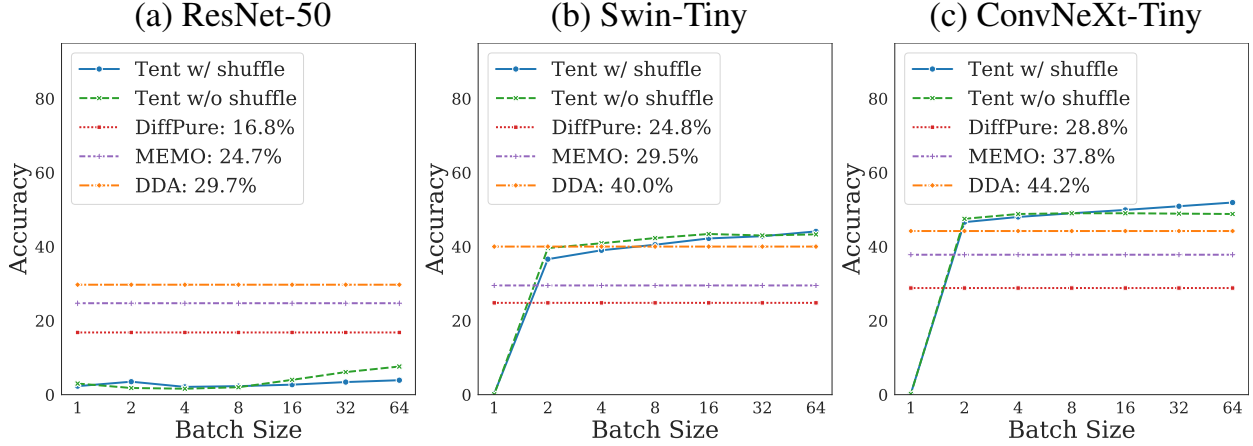 (a) ResNet-50
Tent w/ shuffle
Tent w/o shuffle
DiffPure: 16.8%
MEMO: 24.7%
DDA: 29.7%
Accuracy
80
60
40
20
0
1 2 4 8 16 32 64
Batch Size
(b) Swin-Tiny
Tent w/ shuffle
Tent w/o shuffle
DiffPure: 24.8%
MEMO: 29.5%
DDA: 40.0%
Accuracy
80
60
40
20
0
1 2 4 8 16 32 64
Batch Size
(c) ConvNeXt-Tiny
Tent w/ shuffle
Tent w/o shuffle
DiffPure: 28.8%
MEMO: 37.8%
DDA: 44.2%
Accuracy
80
60
40
20
0
1 2 4 8 16 32 64
Batch Size